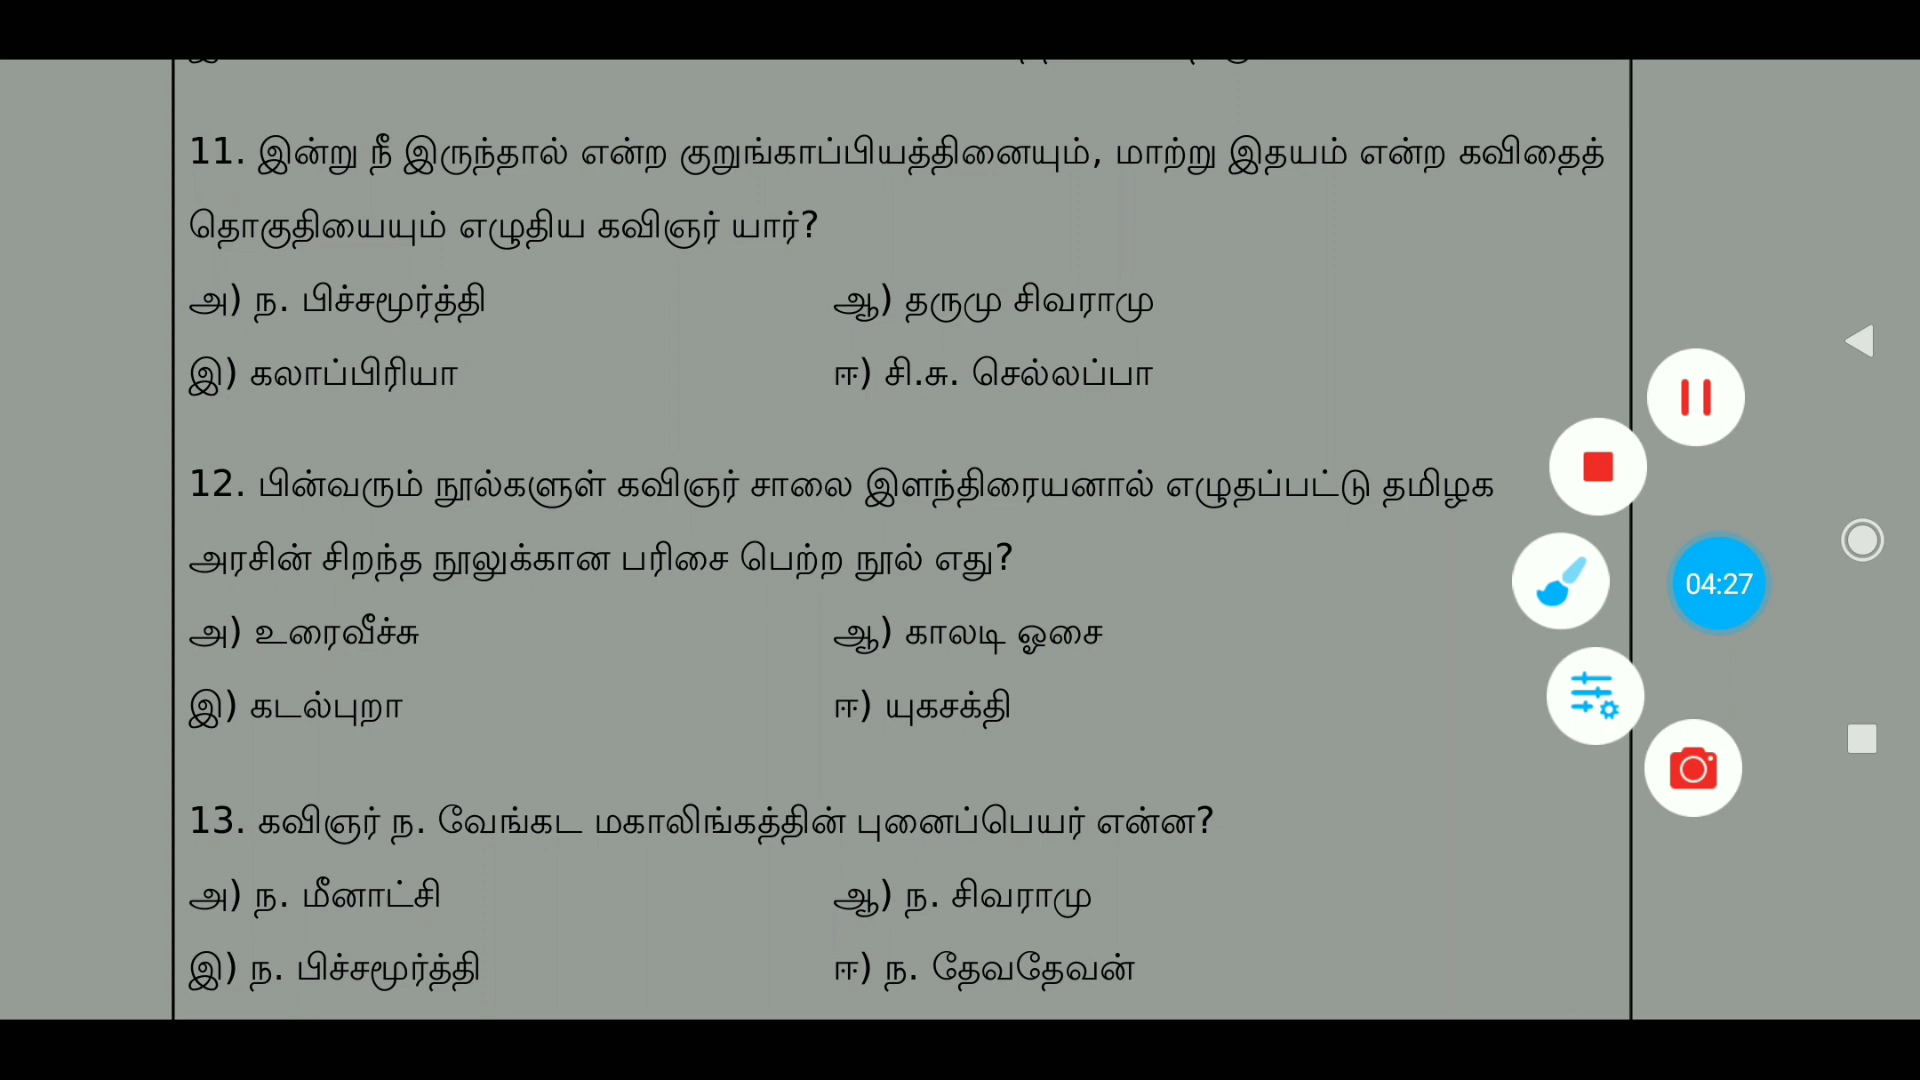 11. இன்று நீ இருந்தால் என்ற குறுங்காப்பியத்தினையும், மாற்று இதயம் என்ற கவிதைத்
தொகுதியையும் எழுதிய கவிஞர் யார்?
அ) ந. பிச்சமூர்த்தி ஆ) தருமு சிவராமு
இ) கலாப்பிரியா ஈ) சி.சு. செல்லப்பா
12. பின்வரும் நூல்களுள் கவிஞர் சாலை இளந்திரையனால் எழுதப்பட்டு தமிழக
அரசின் சிறந்த நூலுக்கான பரிசை பெற்ற நூல் எது?
அ) உரைவீச்சு ஆ) காலடி ஓசை
இ) கடல்புறா ஈ) யுகசக்தி
04:27
13. கவிஞர் ந. வேங்கட மகாலிங்கத்தின் புனைப்பெயர் என்ன?
அ) ந. மீனாட்சி ஆ) ந. சிவராமு
இ) ந. பிச்சமூர்த்தி ஈ) ந. தேவதேவன்